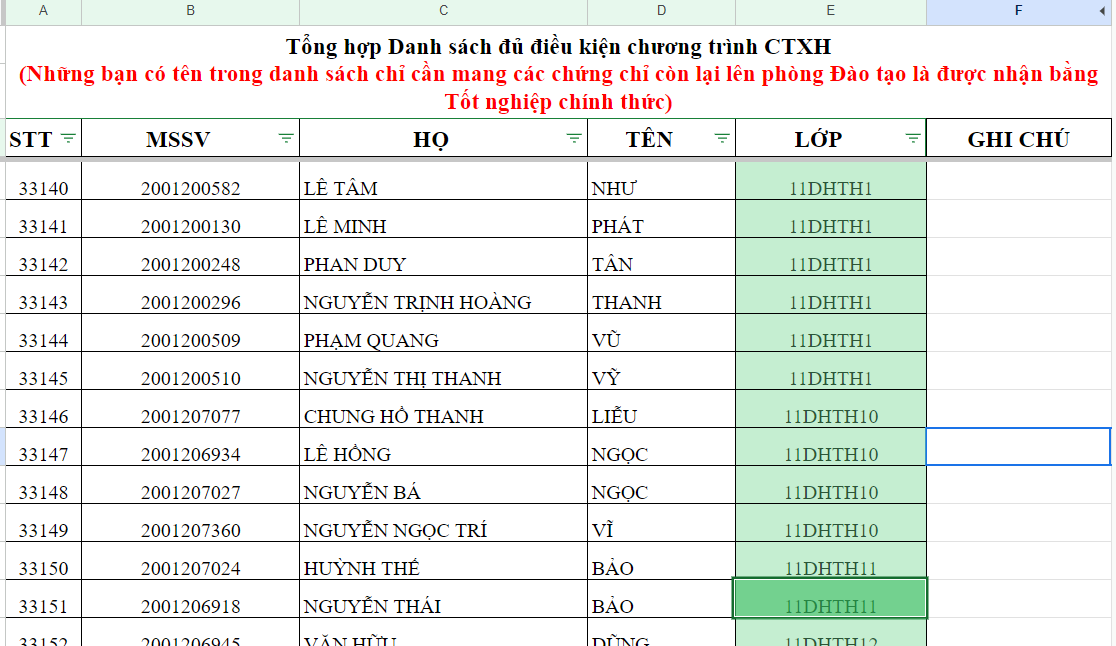 A B C D E F
Tổng hợp Danh sách đủ điều kiện chương trình CTXH
(Những bạn có tên trong danh sách chỉ cần mang các chứng chỉ còn lại lên phòng Đào tạo là được nhận bằng
Tốt nghiệp chính thức)
STT MSSV HỌ TÊN LỚP GHI CHÚ
33140 2001200582 LÊ TÂM NHƯ 11DHTH1
33141 2001200130 LÊ MINH PHÁT 11DHTH1
33142 2001200248 PHAN DUY TÂN 11DHTH1
33143 2001200296 NGUYỄN TRỊNH HOÀNG THANH 11DHTH1
33144 2001200509 PHẠM QUANG VŨ 11DHTH1
33145 2001200510 NGUYỄN THỊ THANH VỸ 11DHTH1
33146 2001207077 CHUNG HỒ THANH LIỄU 11DHTH10
33147 2001206934 LÊ HỒNG NGỌC 11DHTH10
33148 2001207027 NGUYỄN BÁ NGỌC 11DHTH10
33149 2001207360 NGUYỄN NGỌC TRÍ VĨ 11DHTH10
33150 2001207024 HUỲNH THẾ BẢO 11DHTH11
33151 2001206918 NGUYỄN THÁI BẢO 11DHTH11
33152 2001206945 VĂN HỮU DŨNG 11DHTH12